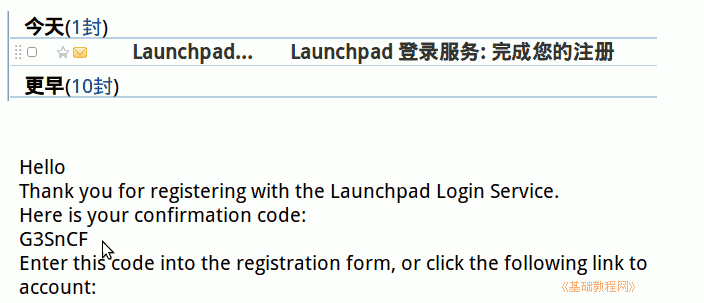 今天(1封)
Launchpad... Launchpad 登录服务: 完成您的注册
更早(10封)
Hello
Thank you for registering with the Launchpad Login Service.
Here is your confirmation code:
G3SnCF
Enter this code into the registration form, or click the following link to
account:
《基础教程网》